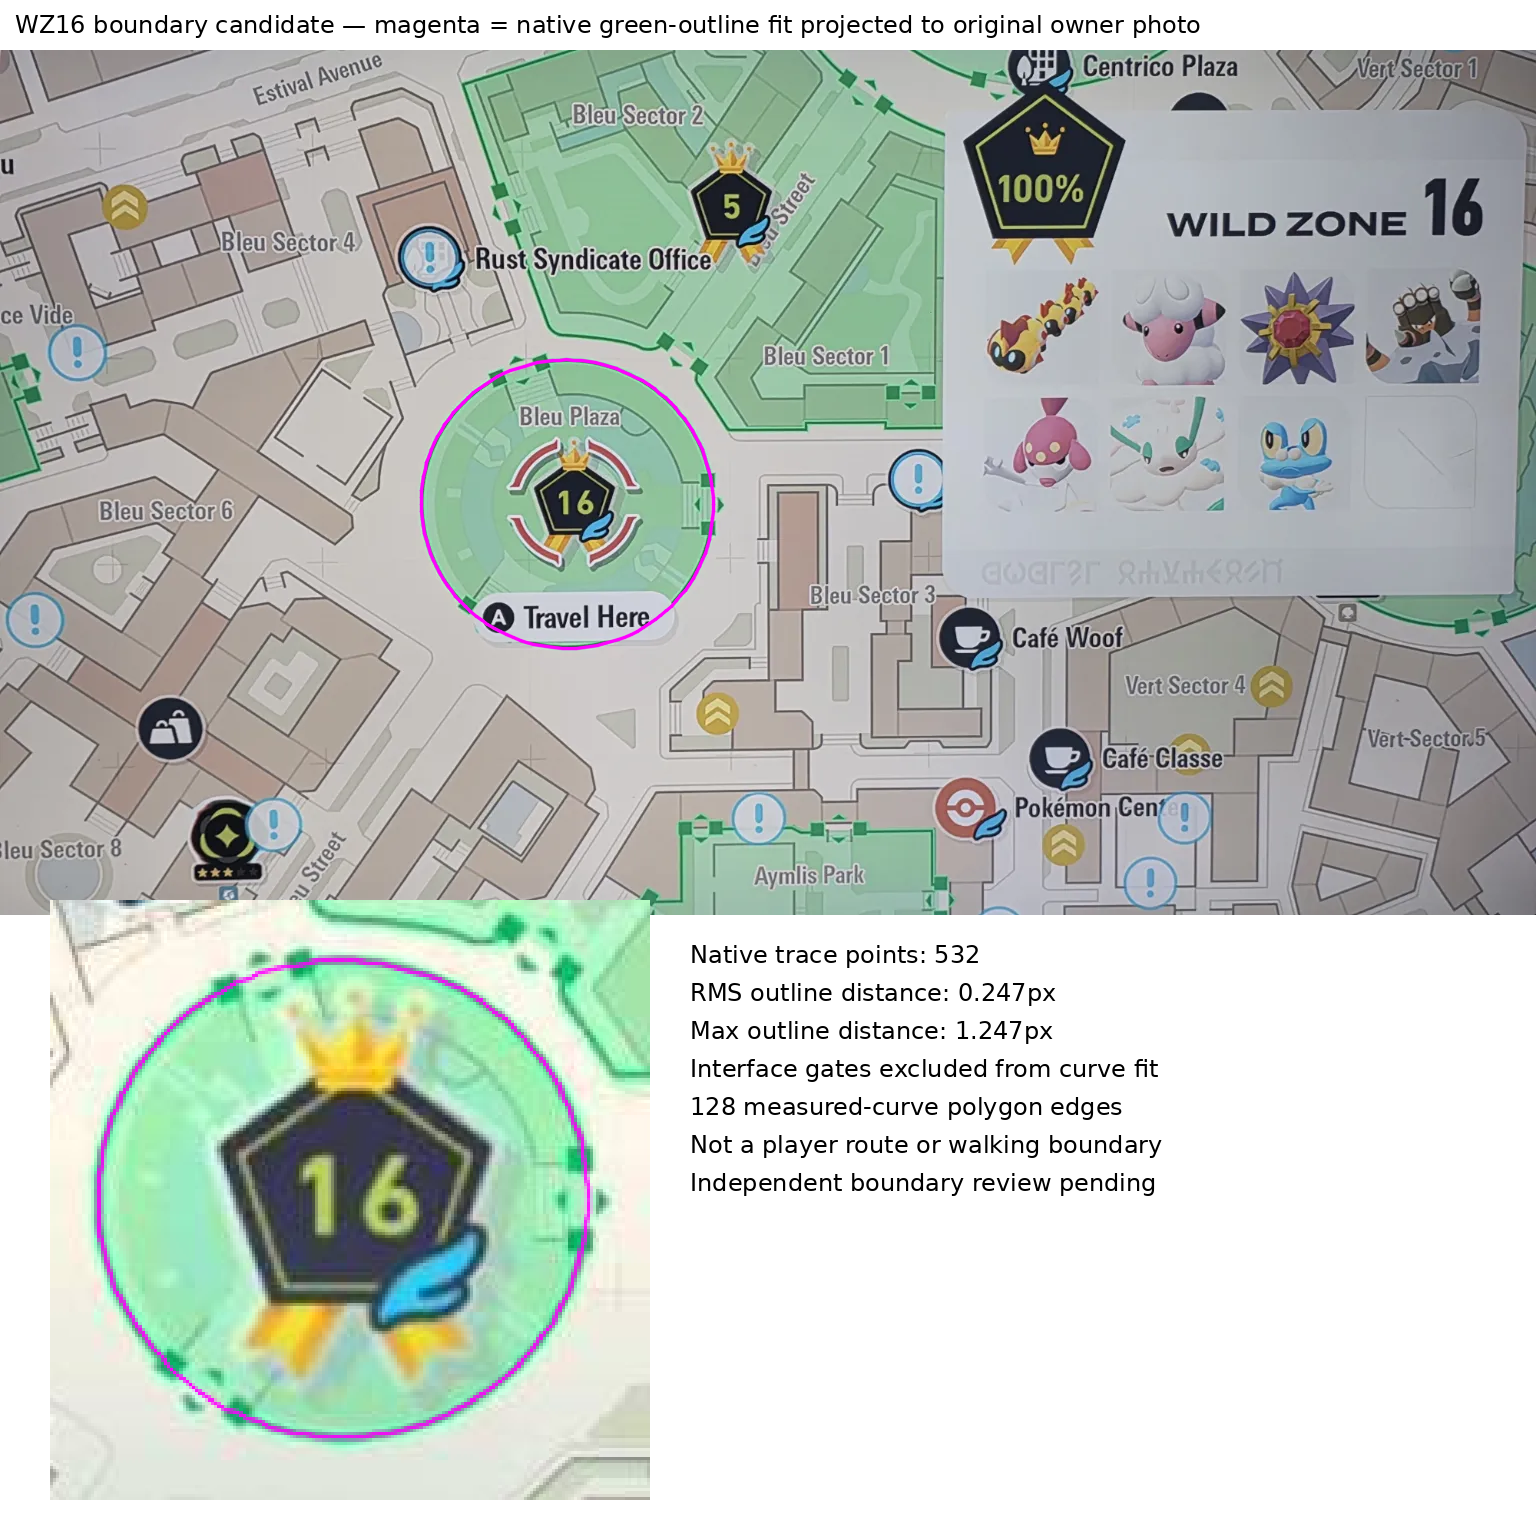 WZ16 boundary candidate — magenta = native green-outline fit projected to original owner photo
Estival Avenue
Centrico Plaza
Vert Sector 1
Bleu Sector 2
100%
WILD ZONE 16
5
Street
Bleu Sector 4
Rust Syndicate Office
ce Vide
Bleu Sector 1
Bleu Plaza
16
Bleu Sector 6
A Travel Here
Bleu Sector 3
Café Woof
Vert Sector 4
Vert Sector 5
Café Classe
Pokémon Cente
Bleu Sector 8
Street
Aymlis Park
16
Native trace points: 532
RMS outline distance: 0.247px
Max outline distance: 1.247px
Interface gates excluded from curve fit
128 measured-curve polygon edges
Not a player route or walking boundary
Independent boundary review pending